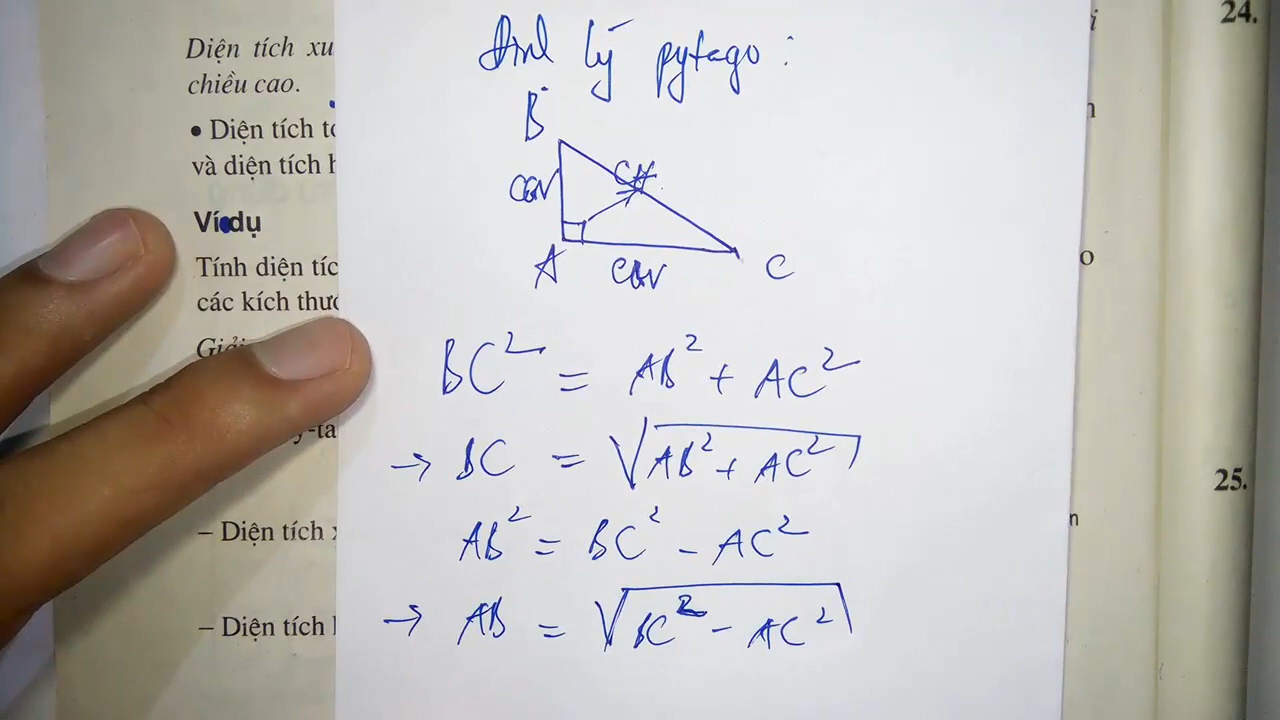 Diện tích xu
chiều cao.
• Diện tích to
và diện tích h
Ví dụ
Tính diện tíc
các kích thướ
Giải
y-ta
– Diện tích x
– Diện tích
Định lý pytago :
B
CGV
CH
A
CGV
C
BC² = AB² + AC²
→ BC = √AB² + AC²
AB² = BC² - AC²
→ AB = √BC² - AC²
24.
25.